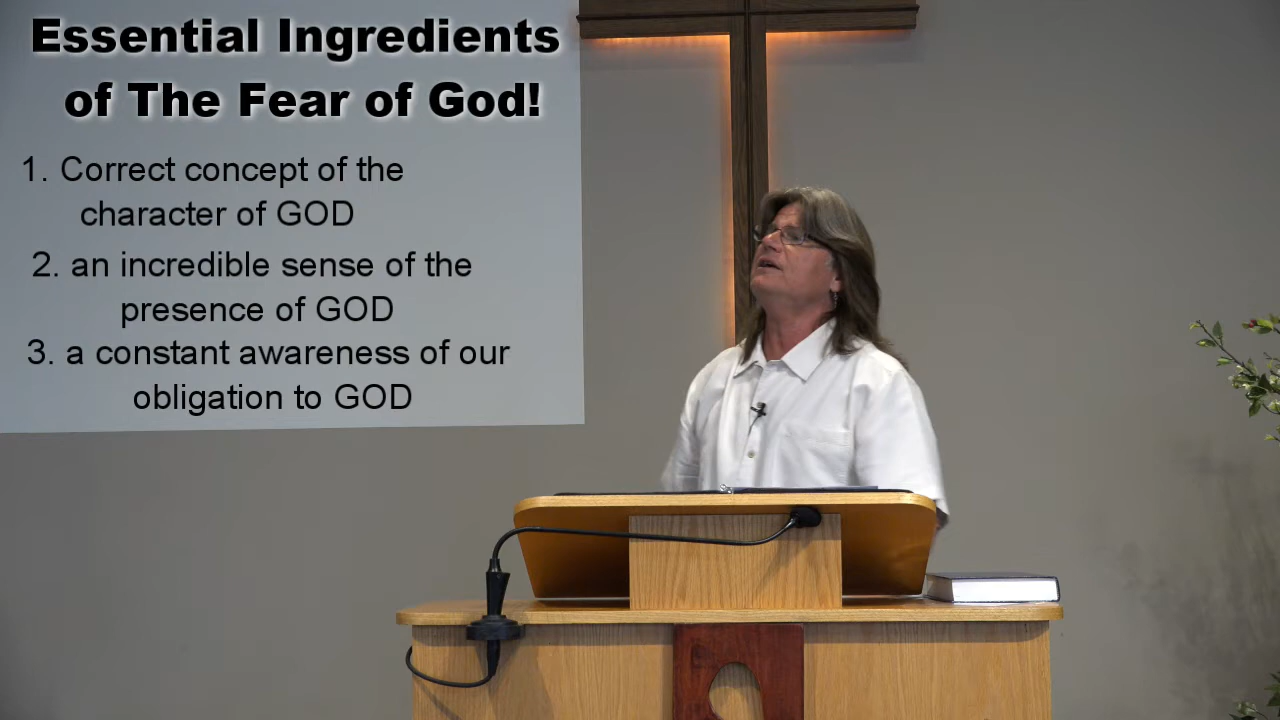 Essential Ingredients
of The Fear of God!
1. Correct concept of the
character of GOD
2. an incredible sense of the
presence of GOD
3. a constant awareness of our
obligation to GOD